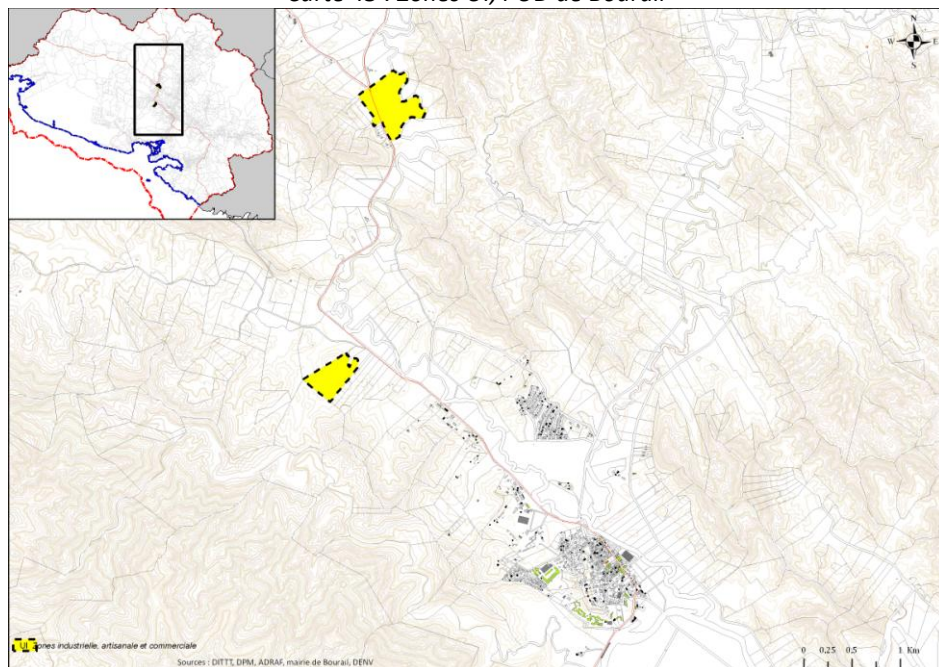 N
W E
S
UI Zones industrielle, artisanale et commerciale
Sources : DITTT, DPM, ADRAF, mairie de Bourail, DENV
0 0,25 0,5 1 Km